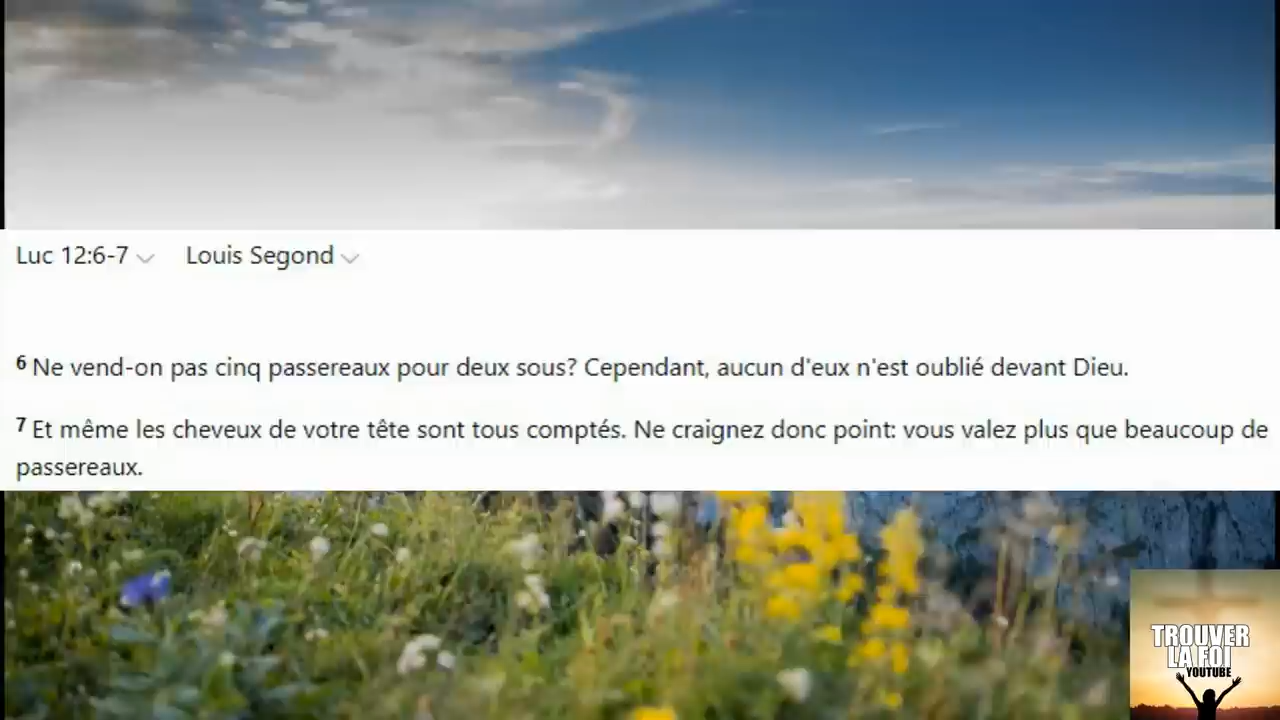 Luc 12:6-7 Louis Segond
6 Ne vend-on pas cinq passereaux pour deux sous? Cependant, aucun d'eux n'est oublié devant Dieu.
7 Et même les cheveux de votre tête sont tous comptés. Ne craignez donc point: vous valez plus que beaucoup de
passereaux.
TROUVER
LA FOI
YOUTUBE